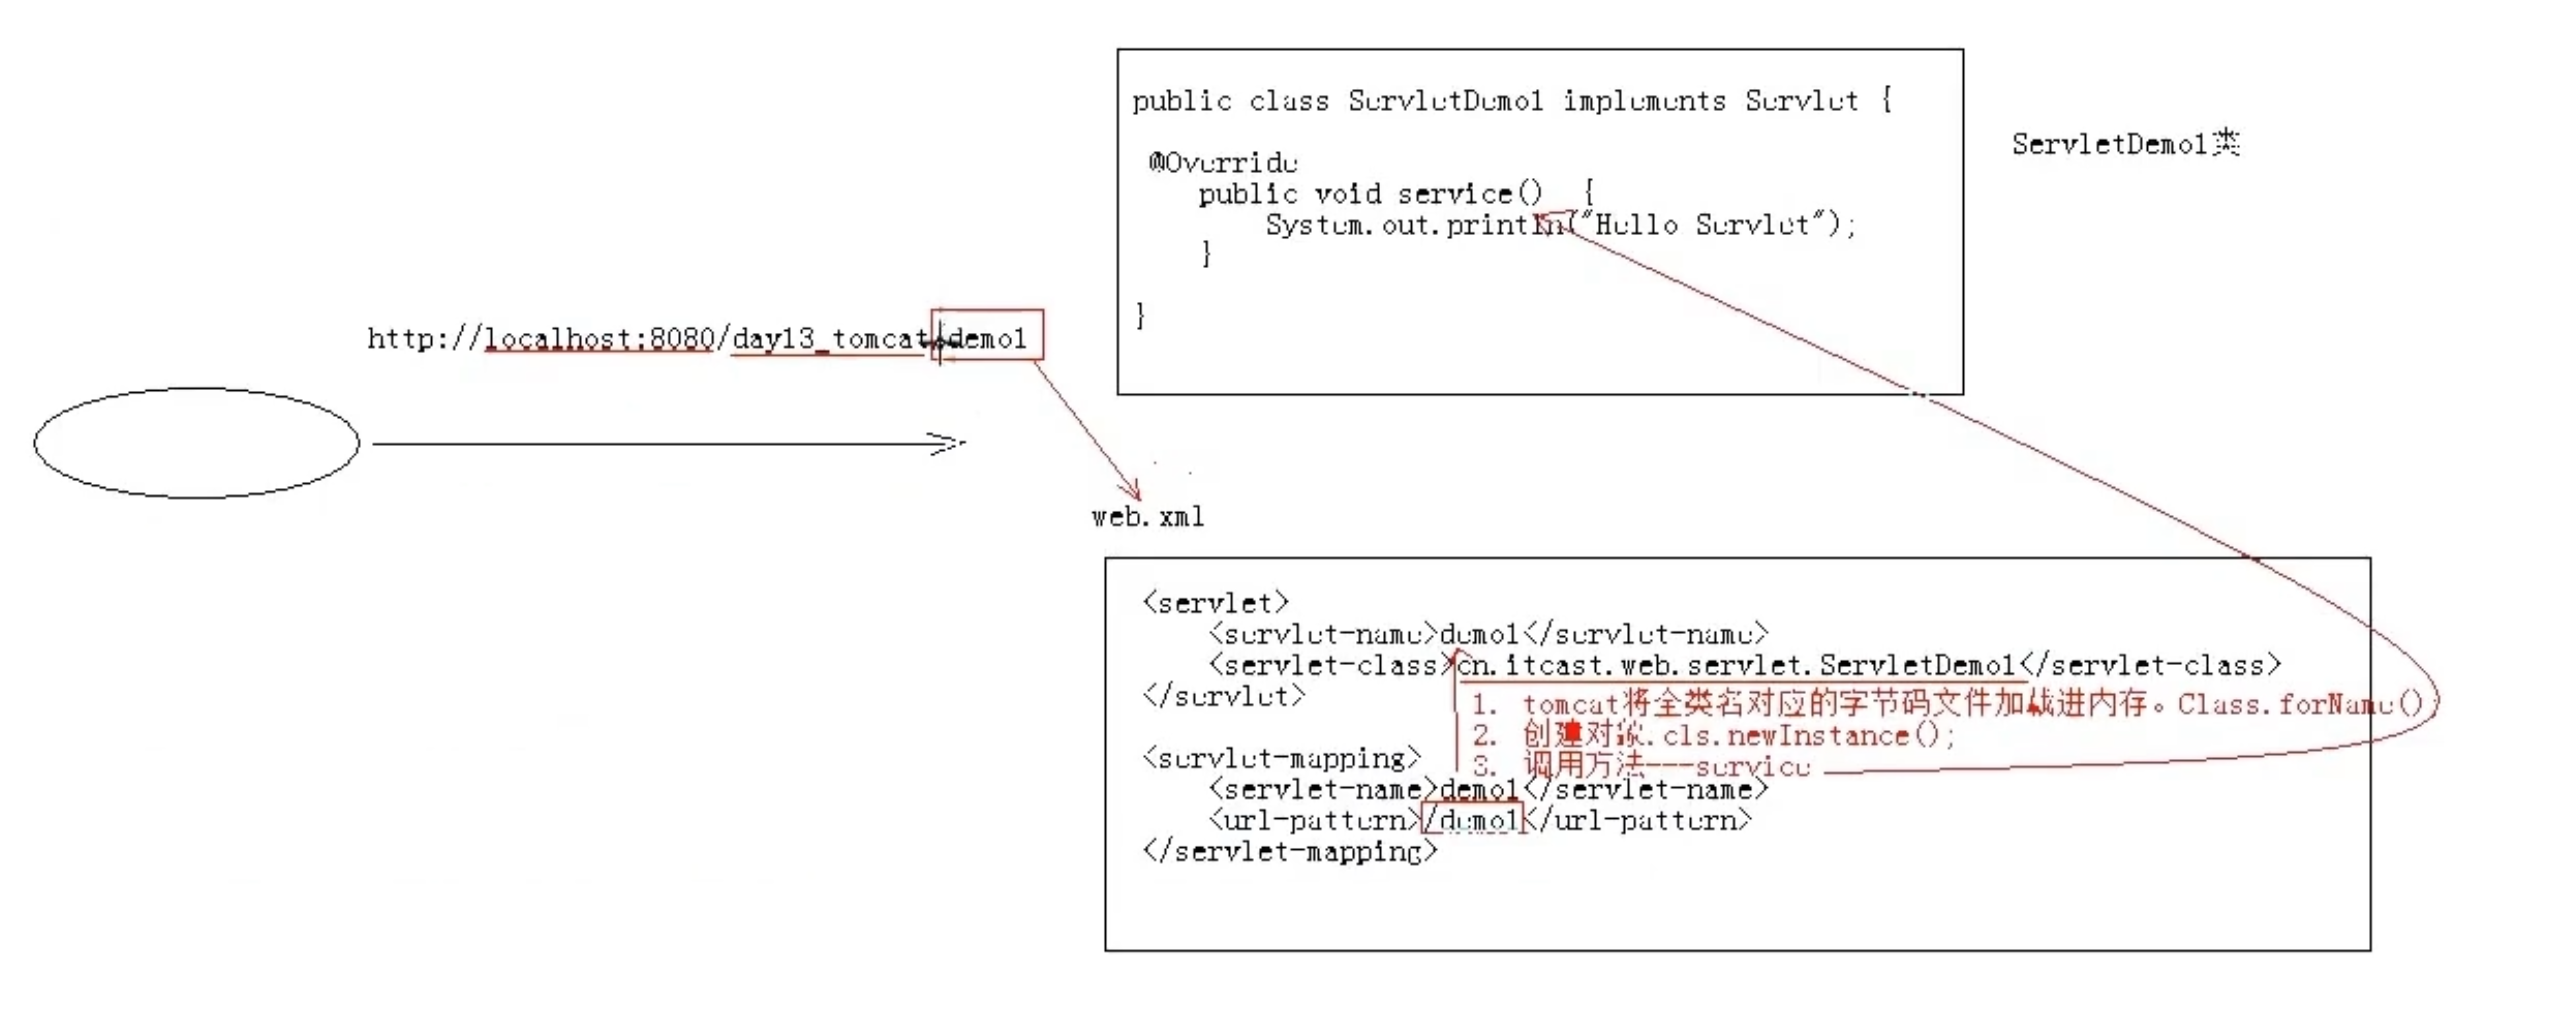 public class ServletDemo1 implements Servlet {
@Override
public void service() {
System.out.println("Hello Servlet");
}
}
ServletDemo1类
http://localhost:8080/day13_tomcat/demo1
web.xml
<servlet>
<servlet-name>demo1</servlet-name>
<servlet-class>cn.itcast.web.servlet.ServletDemo1</servlet-class>
</servlet>
1. tomcat将全类名对应的字节码文件加载进内存。Class.forName()
2. 创建对象.cls.newInstance();
3. 调用方法---service
<servlet-mapping>
<servlet-name>demo1</servlet-name>
<url-pattern>/demo1</url-pattern>
</servlet-mapping>